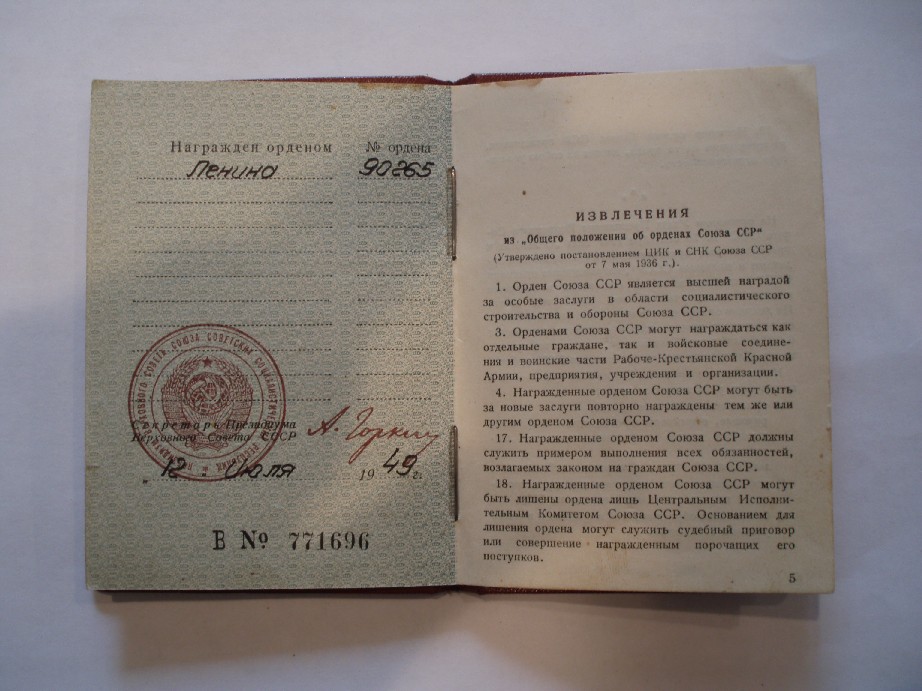 Награжден орденом № ордена
Ленина 90265
Секретарь Президиума
Верховного Совета СССР А. Горкин
12 июля 1949 г.
В № 771696
ИЗВЛЕЧЕНИЯ
из „Общего положения об орденах Союза ССР“
(Утверждено постановлением ЦИК и СНК Союза ССР
от 7 мая 1936 г.).
1. Орден Союза ССР является высшей наградой
за особые заслуги в области социалистического
строительства и обороны Союза ССР.
3. Орденами Союза ССР могут награждаться как
отдельные граждане, так и войсковые соедине-
ния и воинские части Рабоче-Крестьянской Красной
Армии, предприятия, учреждения и организации.
4. Награжденные орденом Союза ССР могут быть
за новые заслуги повторно награждены тем же или
другим орденом Союза ССР.
17. Награжденные орденом Союза ССР должны
служить примером выполнения всех обязанностей,
возлагаемых законом на граждан Союза ССР.
18. Награжденные орденом Союза ССР могут
быть лишены ордена лишь Центральным Исполни-
тельным Комитетом Союза ССР. Основанием для
лишения ордена могут служить судебный приговор
или совершение награжденным порочащих его
поступков.
5